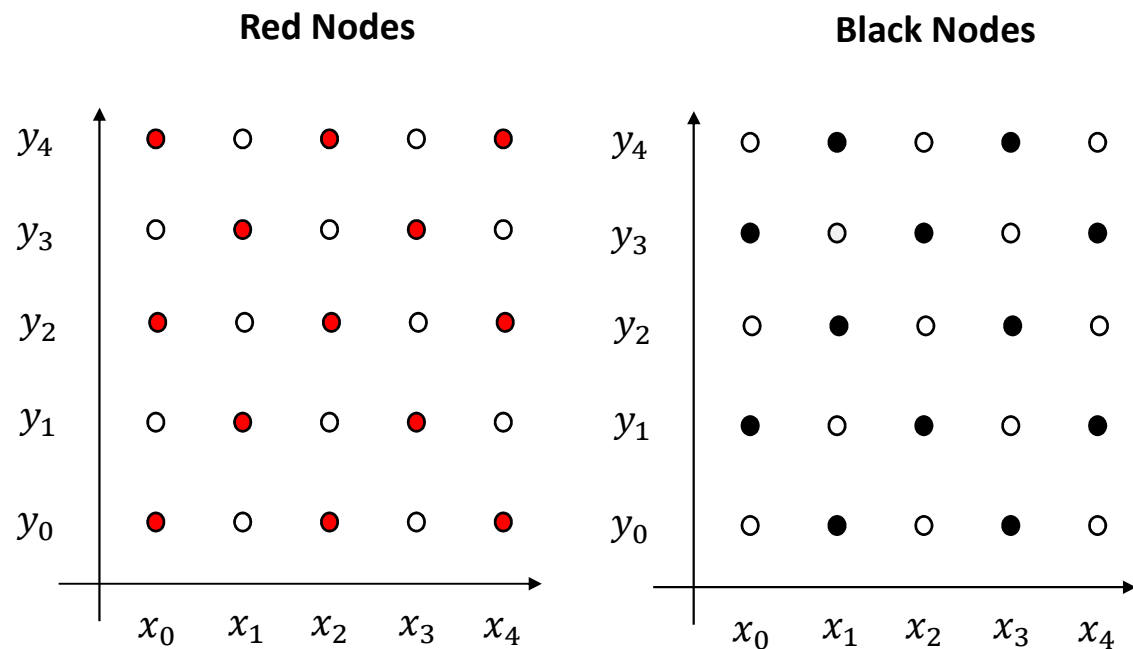 Red Nodes
y₄
y₃
y₂
y₁
y₀
x₀ x₁ x₂ x₃ x₄
Black Nodes
y₄
y₃
y₂
y₁
y₀
x₀ x₁ x₂ x₃ x₄